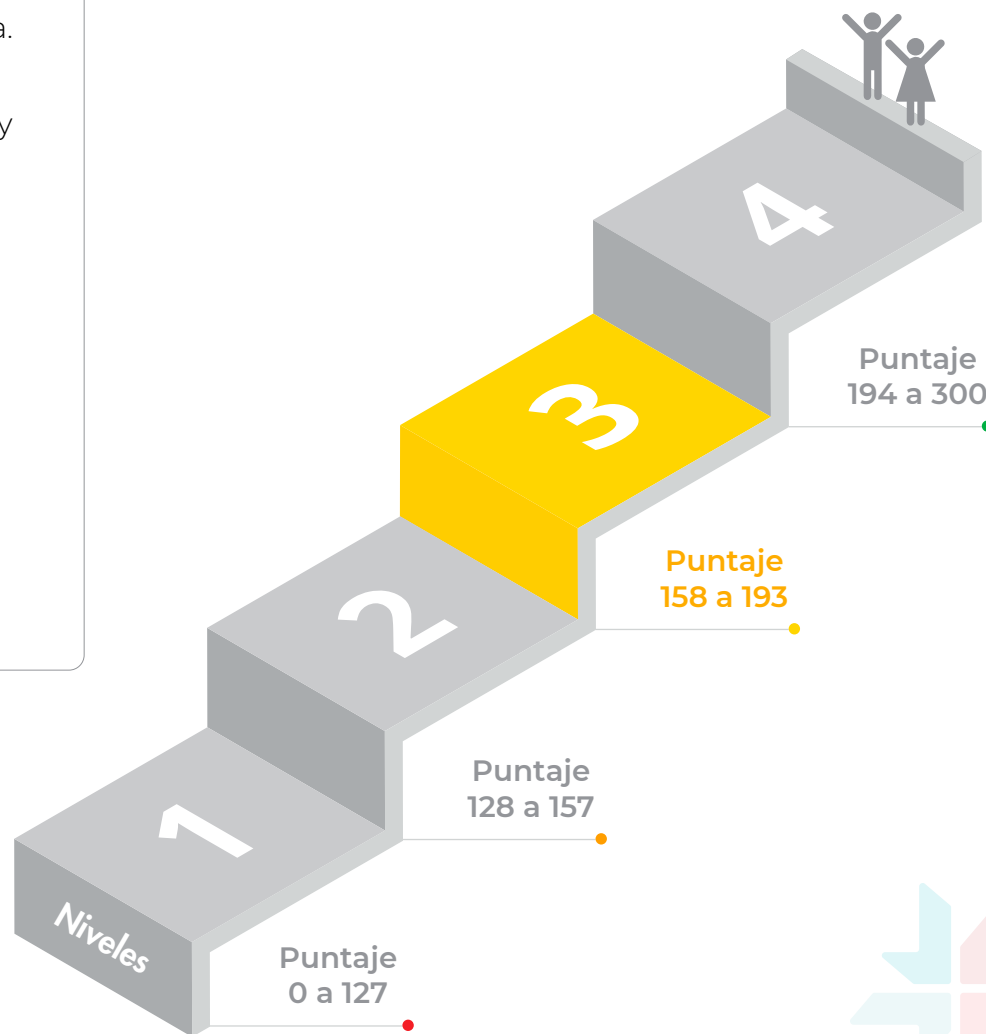 a.
y
4
Puntaje
194 a 300
3
Puntaje
158 a 193
2
Puntaje
128 a 157
1
Niveles
Puntaje
0 a 127